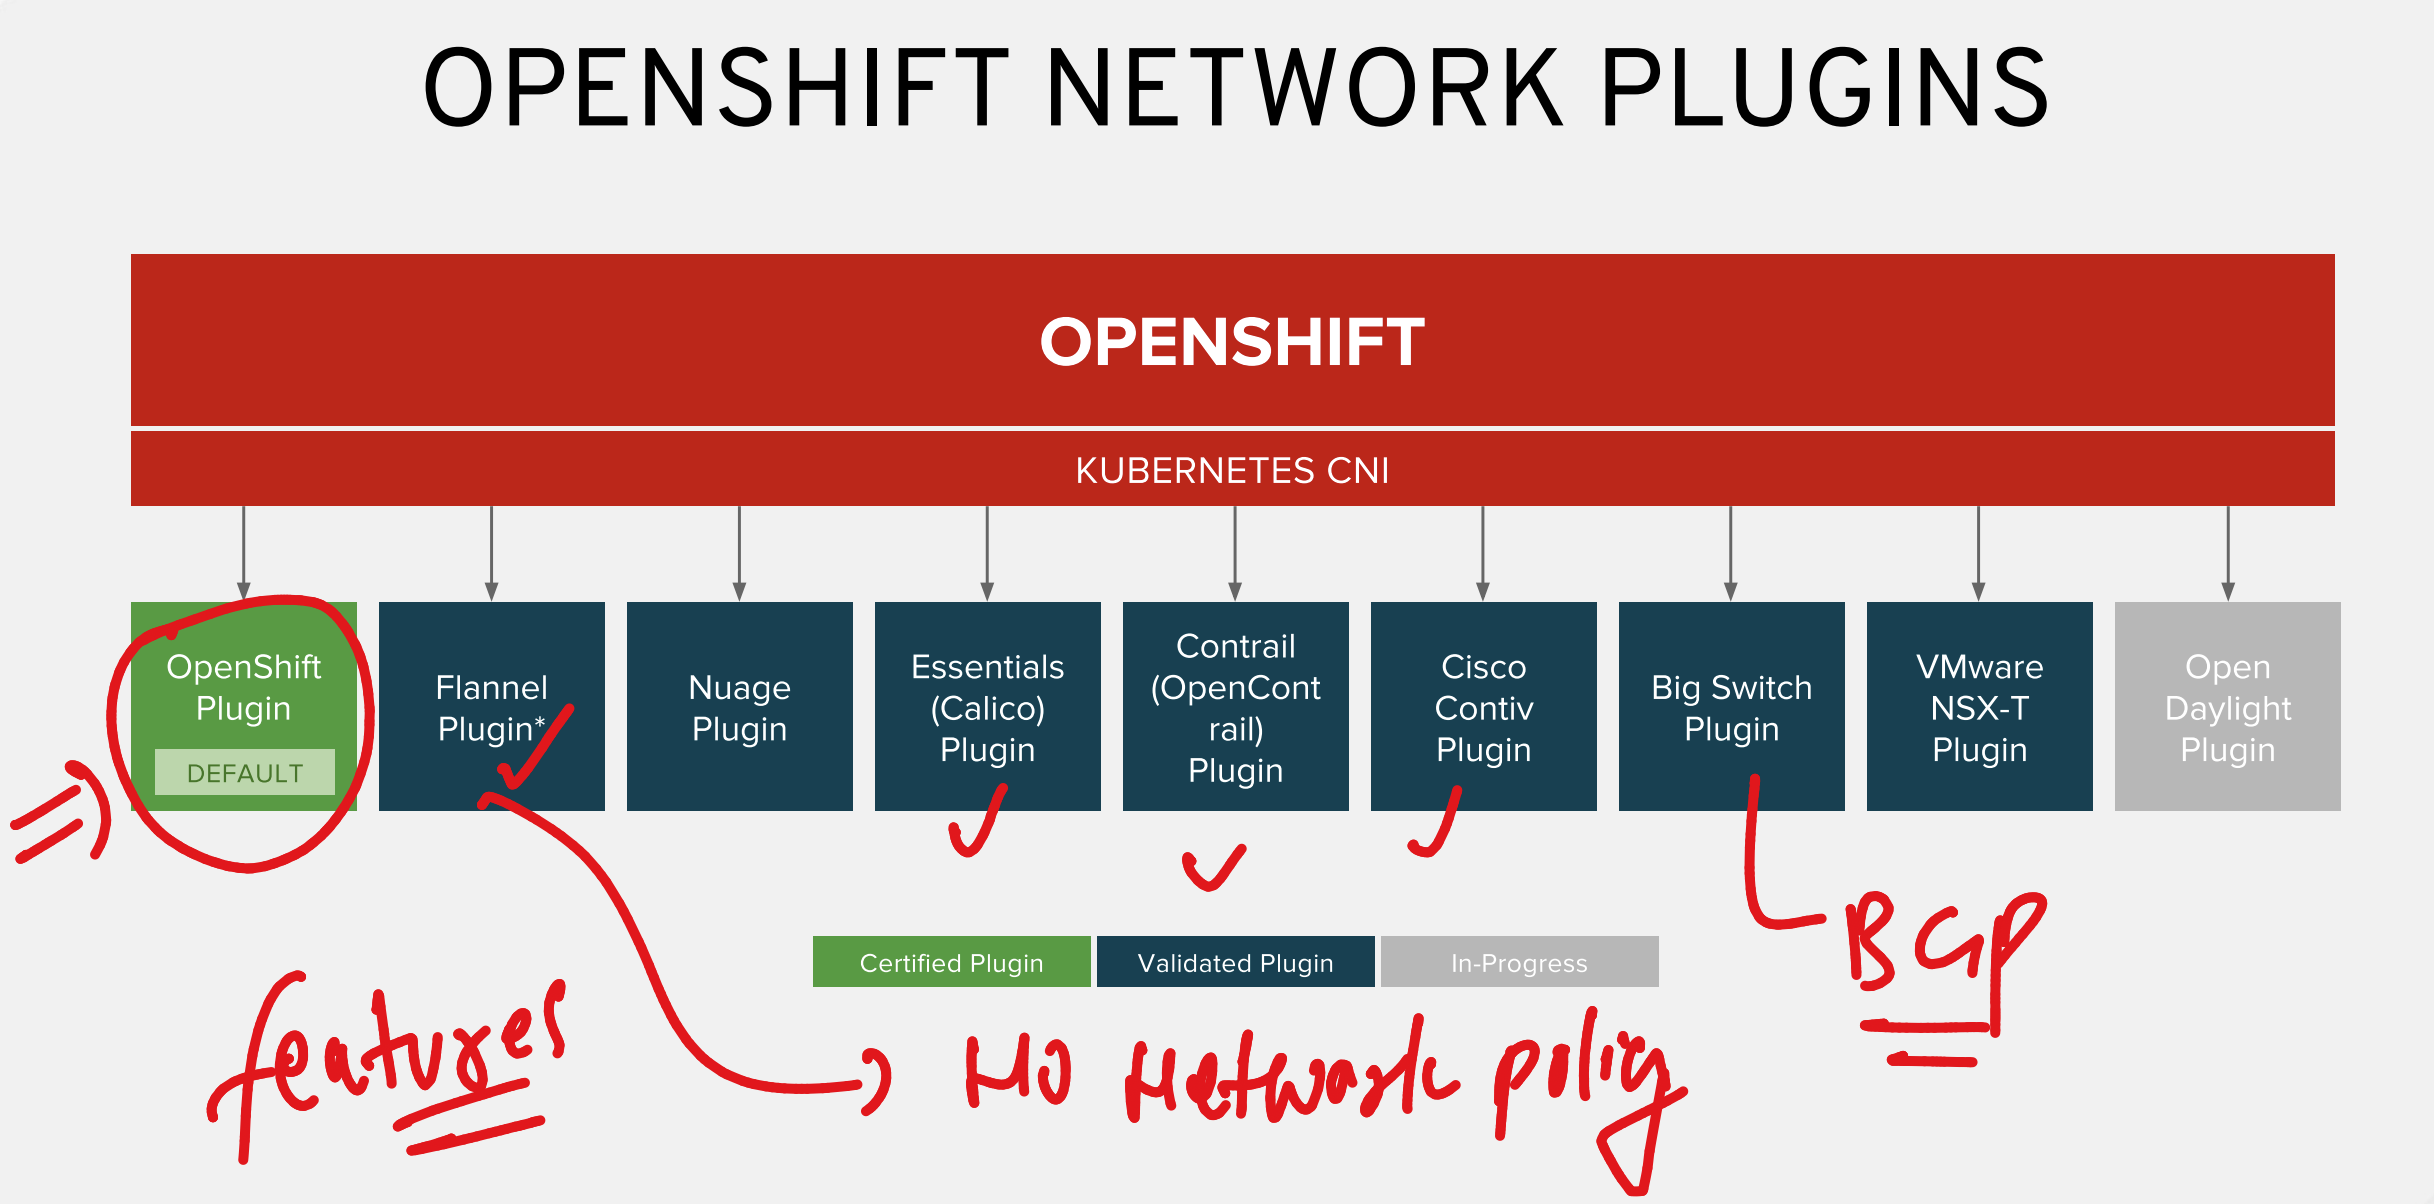 OPENSHIFT NETWORK PLUGINS
OPENSHIFT
KUBERNETES CNI
OpenShift
Plugin
DEFAULT
Flannel
Plugin*
Nuage
Plugin
Essentials
(Calico)
Plugin
Contrail
(OpenCont
rail)
Plugin
Cisco
Contiv
Plugin
Big Switch
Plugin
VMware
NSX-T
Plugin
Open
Daylight
Plugin
Certified Plugin
Validated Plugin
In-Progress
BGP
features
No Network policy